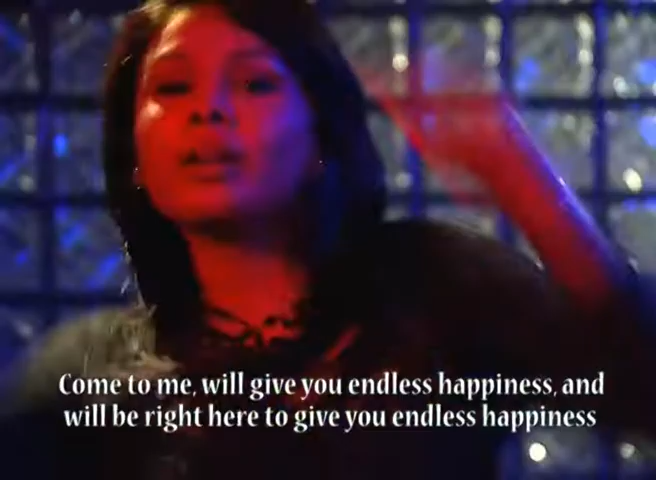 Come to me, will give you endless happiness, and
will be right here to give you endless happiness